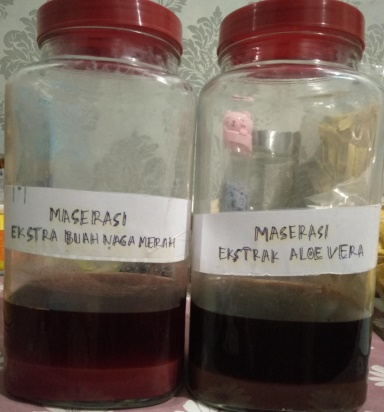 MASERASI
EKSTRA BUAH NAGA MERAH
MASERASI
EKSTRAK ALOE VERA